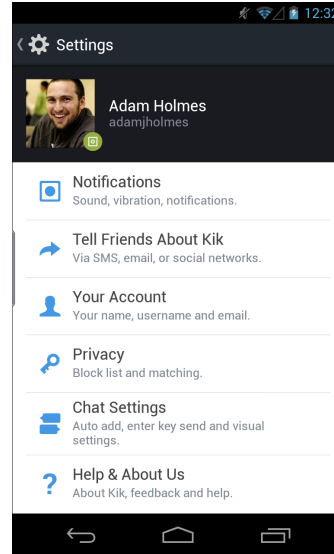 12:32
Settings
Adam Holmes
adamjholmes
Notifications
Sound, vibration, notifications.
Tell Friends About Kik
Via SMS, email, or social networks.
Your Account
Your name, username and email.
Privacy
Block list and matching.
Chat Settings
Auto add, enter key send and visual
settings.
Help & About Us
About Kik, feedback and help.